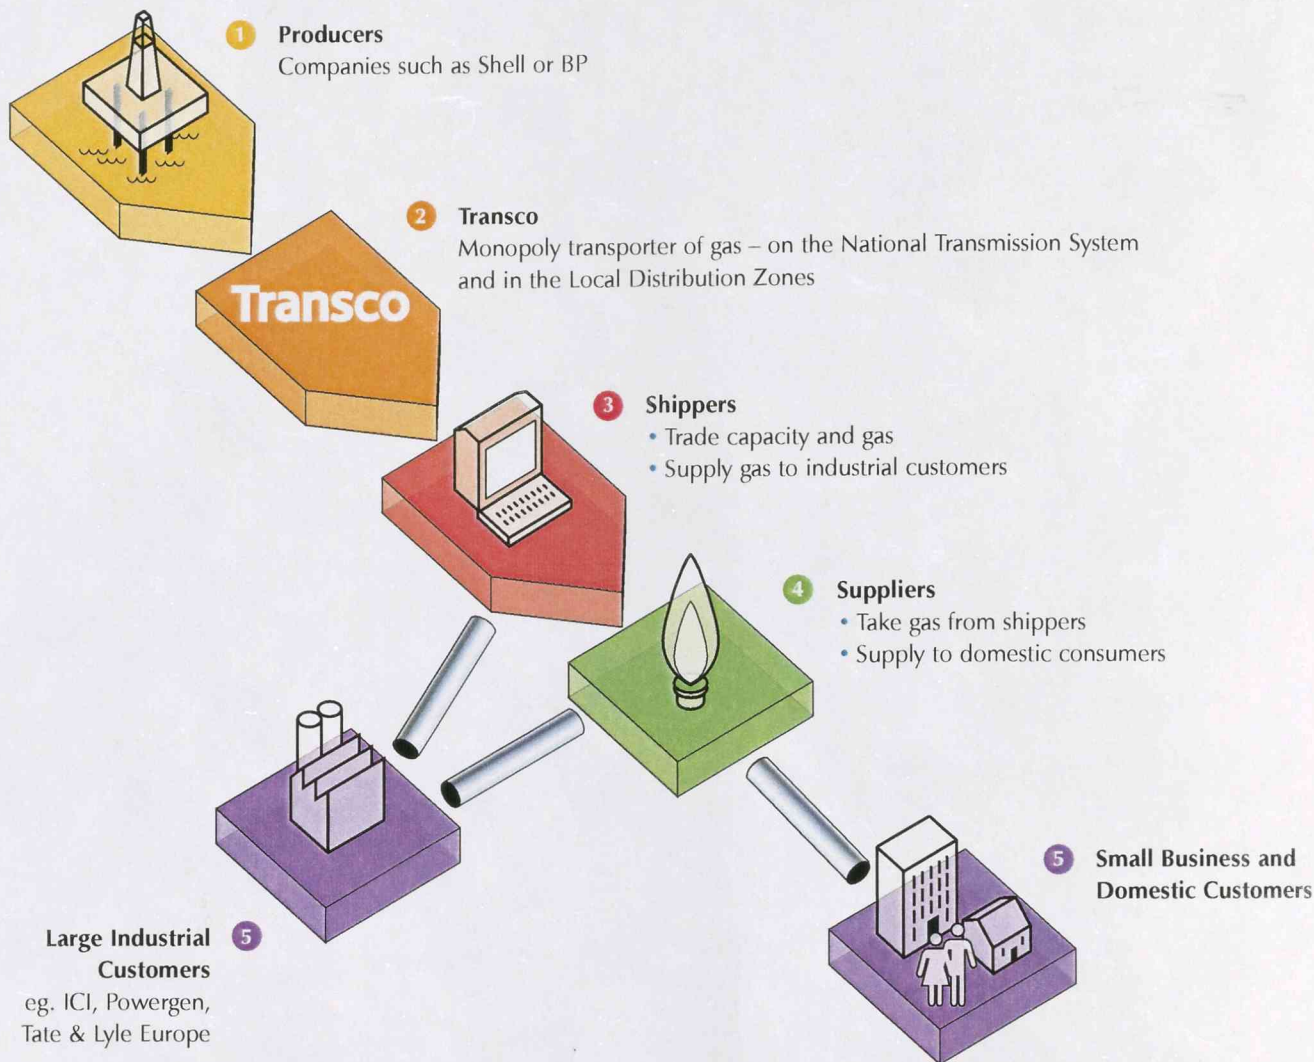 1 Producers
Companies such as Shell or BP
2 Transco
Monopoly transporter of gas – on the National Transmission System
and in the Local Distribution Zones
Transco
3 Shippers
• Trade capacity and gas
• Supply gas to industrial customers
4 Suppliers
• Take gas from shippers
• Supply to domestic consumers
5 Small Business and
Domestic Customers
Large Industrial 5
Customers
eg. ICI, Powergen,
Tate & Lyle Europe